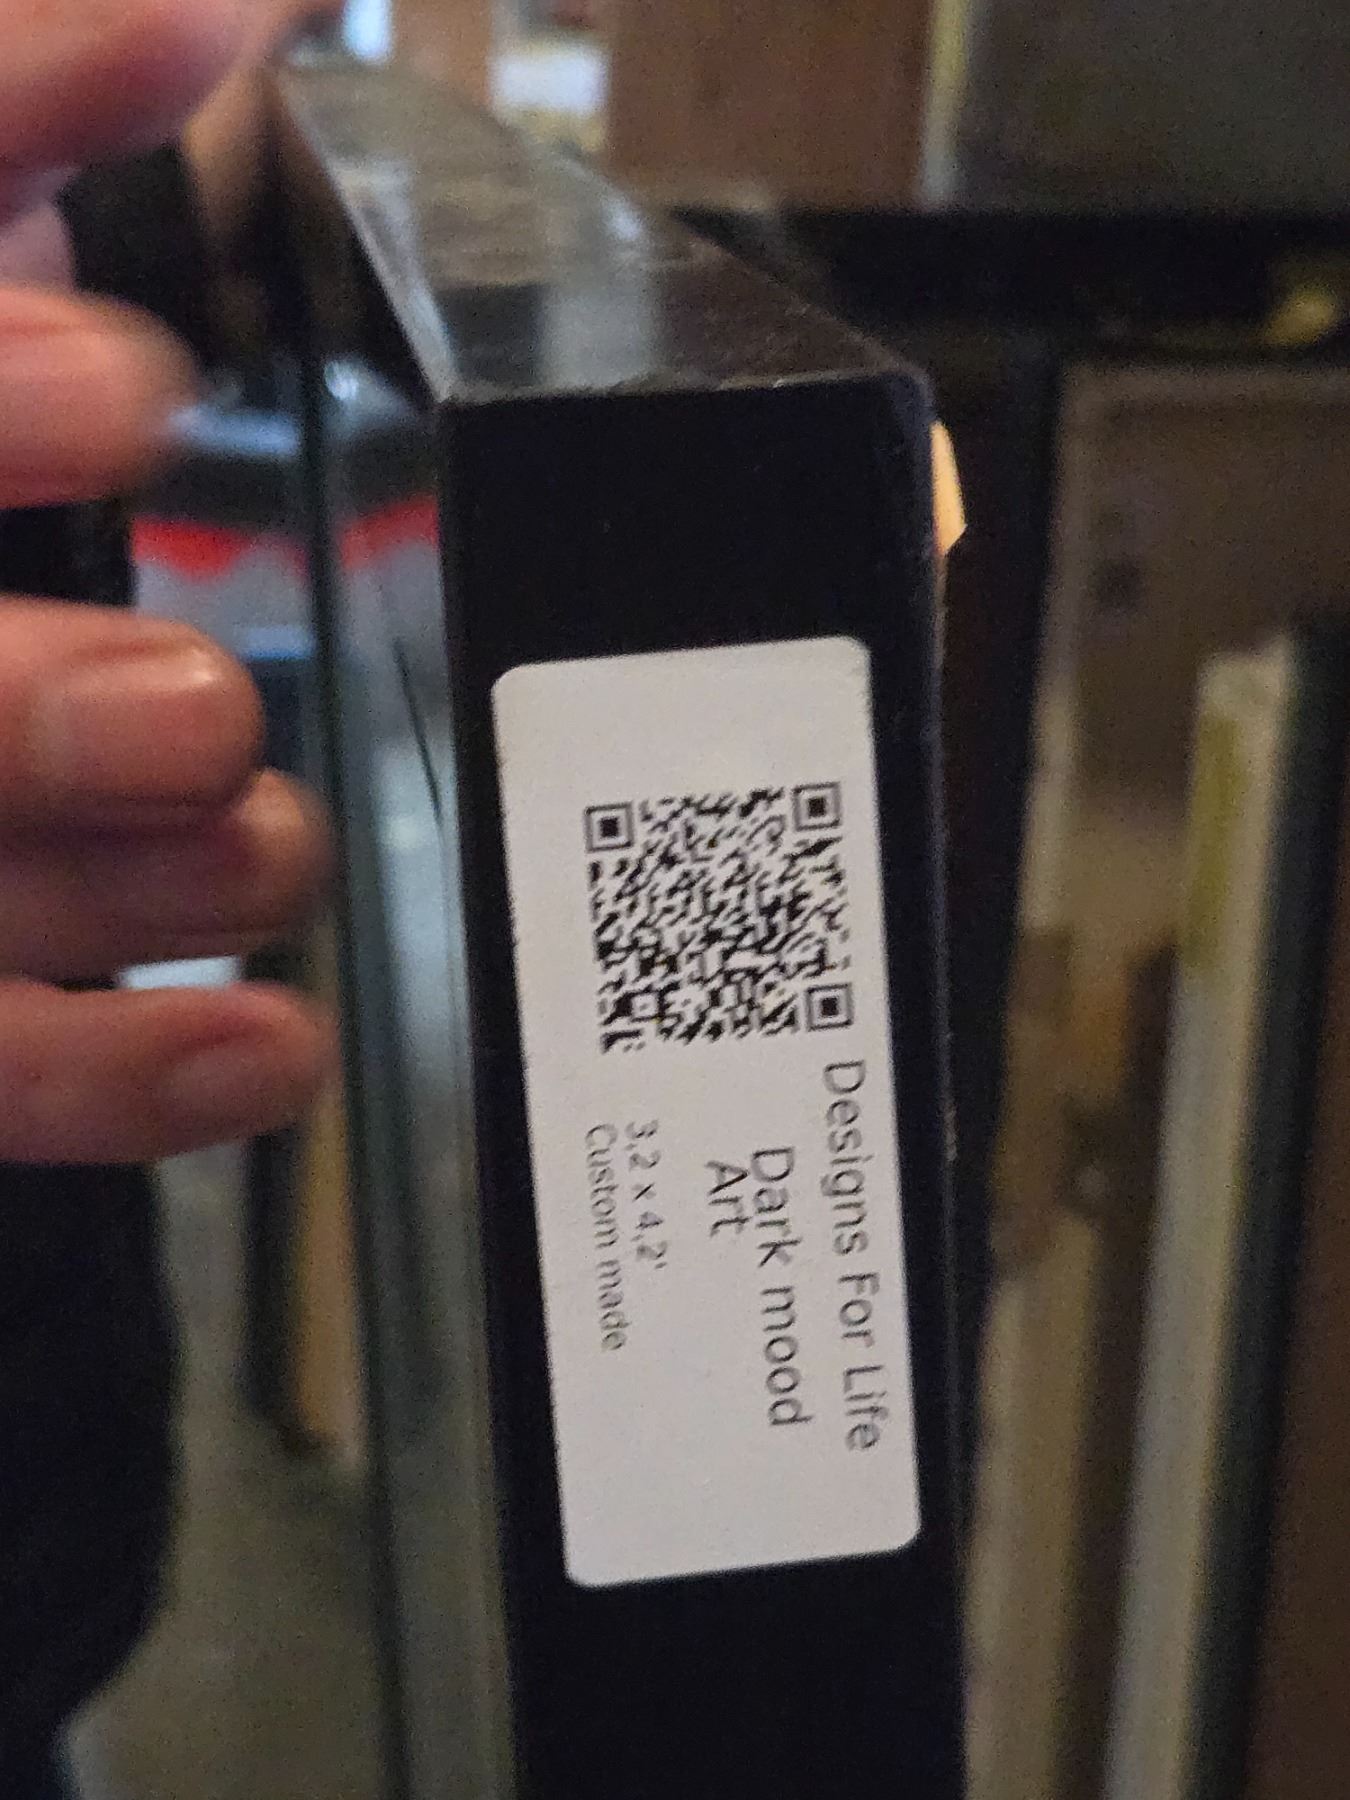 Designs For Life
Dark mood
Art
3,2 x 4,2'
Custom made